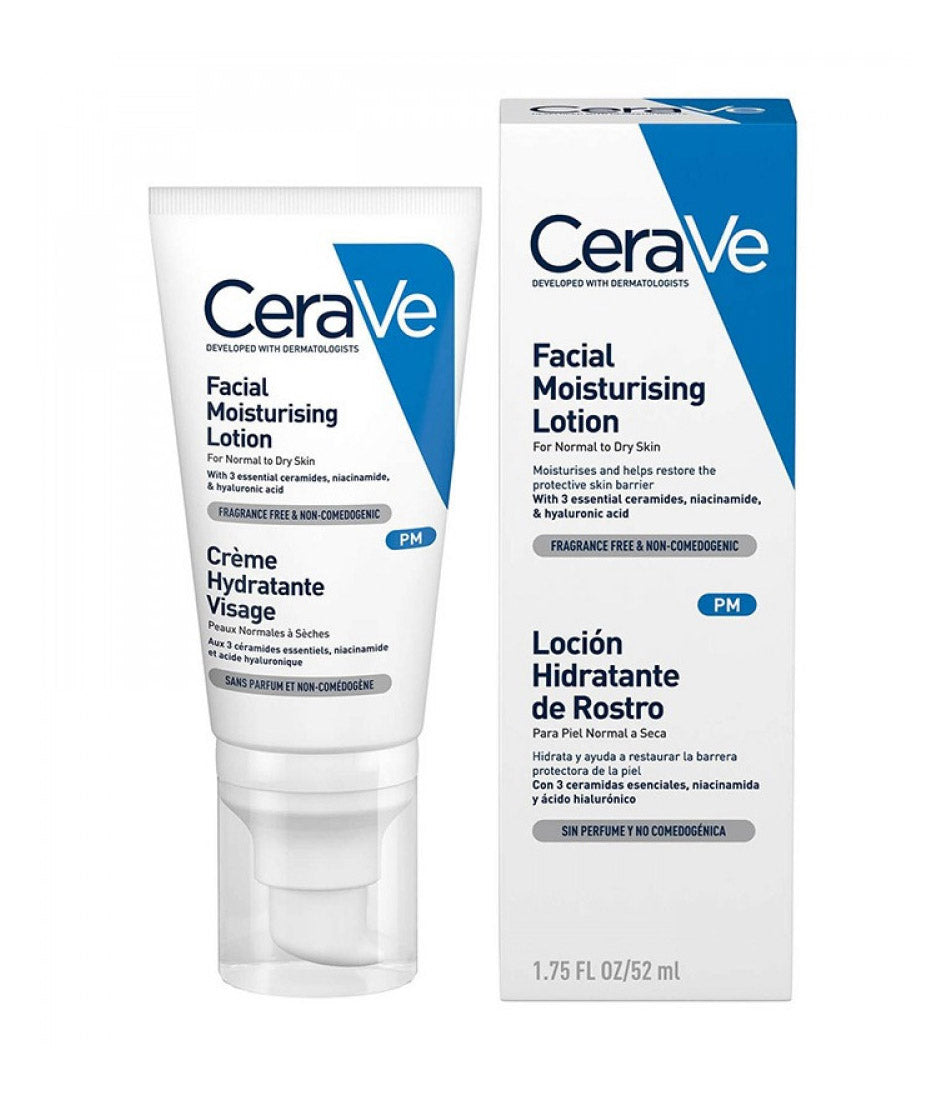 CeraVe
DEVELOPED WITH DERMATOLOGISTS
Facial
Moisturising
Lotion
For Normal to Dry Skin
With 3 essential ceramides, niacinamide,
& hyaluronic acid
FRAGRANCE FREE & NON-COMEDOGENIC
PM
Crème
Hydratante
Visage
Peaux Normales à Sèches
Aux 3 céramides essentiels, niacinamide
et acide hyaluronique
SANS PARFUM ET NON-COMÉDOGÈNE
CeraVe
CeraVe
DEVELOPED WITH DERMATOLOGISTS
Facial
Moisturising
Lotion
For Normal to Dry Skin
Moisturises and helps restore the
protective skin barrier
With 3 essential ceramides, niacinamide,
& hyaluronic acid
FRAGRANCE FREE & NON-COMEDOGENIC
PM
Loción
Hidratante
de Rostro
Para Piel Normal a Seca
Hidrata y ayuda a restaurar la barrera
protectora de la piel
Con 3 ceramidas esenciales, niacinamida
y ácido hialurónico
SIN PERFUME Y NO COMEDOGÉNICA
1.75 FL OZ/52 ml